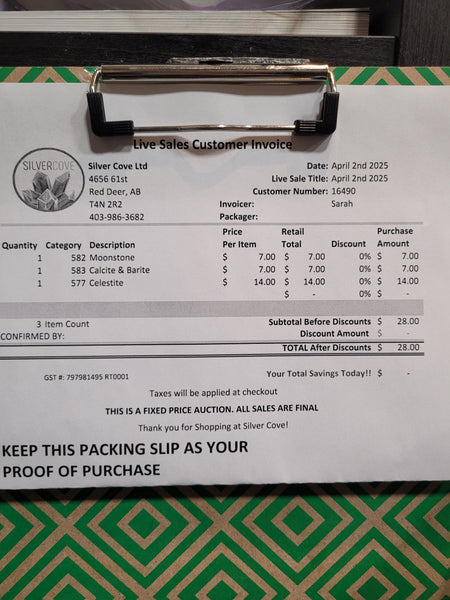 Live Sales Customer Invoice
SILVERCOVE
Silver Cove Ltd
4656 61st
Red Deer, AB
T4N 2R2
403-986-3682
Date: April 2nd 2025
Live Sale Title: April 2nd 2025
Customer Number: 16490
Invoicer: Sarah
Packager:
Quantity Category Description Price Per Item Retail Total Discount Purchase Amount
1 582 Moonstone $ 7.00 $ 7.00 0% $ 7.00
1 583 Calcite & Barite $ 7.00 $ 7.00 0% $ 7.00
1 577 Celestite $ 14.00 $ 14.00 0% $ 14.00
$ - 0% $ -
3 Item Count Subtotal Before Discounts $ 28.00
CONFIRMED BY: Discount Amount $ -
TOTAL After Discounts $ 28.00
GST #: 797981495 RT0001 Your Total Savings Today!! $ -
Taxes will be applied at checkout
THIS IS A FIXED PRICE AUCTION. ALL SALES ARE FINAL
Thank you for Shopping at Silver Cove!
KEEP THIS PACKING SLIP AS YOUR
PROOF OF PURCHASE